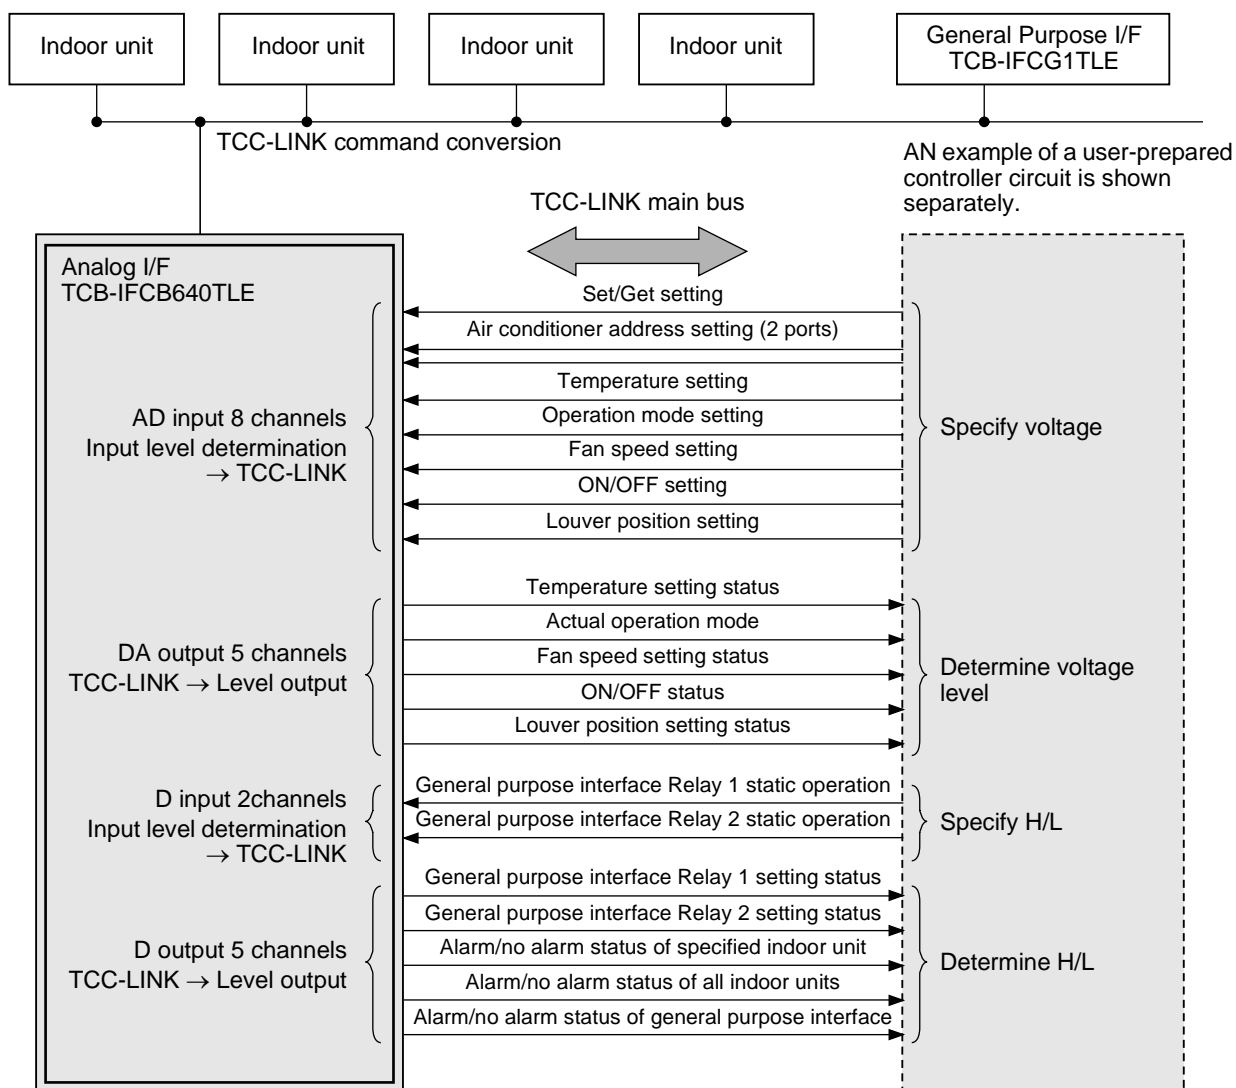 Indoor unit
Indoor unit
Indoor unit
Indoor unit
General Purpose I/F
TCB-IFCG1TLE
TCC-LINK command conversion
AN example of a user-prepared
controller circuit is shown
separately.
TCC-LINK main bus
Analog I/F
TCB-IFCB640TLE
Set/Get setting
Air conditioner address setting (2 ports)
Temperature setting
Operation mode setting
Fan speed setting
ON/OFF setting
Louver position setting
AD input 8 channels
Input level determination
→ TCC-LINK
Specify voltage
Temperature setting status
Actual operation mode
Fan speed setting status
ON/OFF status
Louver position setting status
DA output 5 channels
TCC-LINK → Level output
Determine voltage
level
General purpose interface Relay 1 static operation
General purpose interface Relay 2 static operation
D input 2channels
Input level determination
→ TCC-LINK
Specify H/L
General purpose interface Relay 1 setting status
General purpose interface Relay 2 setting status
Alarm/no alarm status of specified indoor unit
Alarm/no alarm status of all indoor units
Alarm/no alarm status of general purpose interface
D output 5 channels
TCC-LINK → Level output
Determine H/L